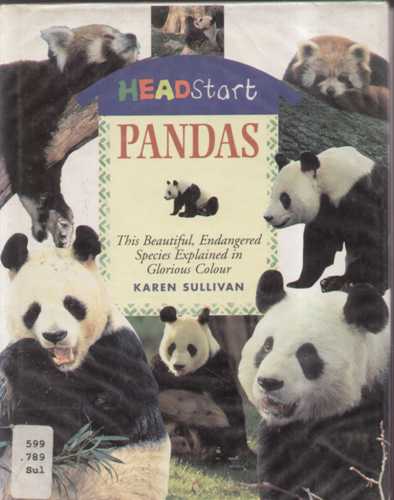 HEADStart
PANDAS
This Beautiful, Endangered
Species Explained in
Glorious Colour
KAREN SULLIVAN
599
.789
Sul